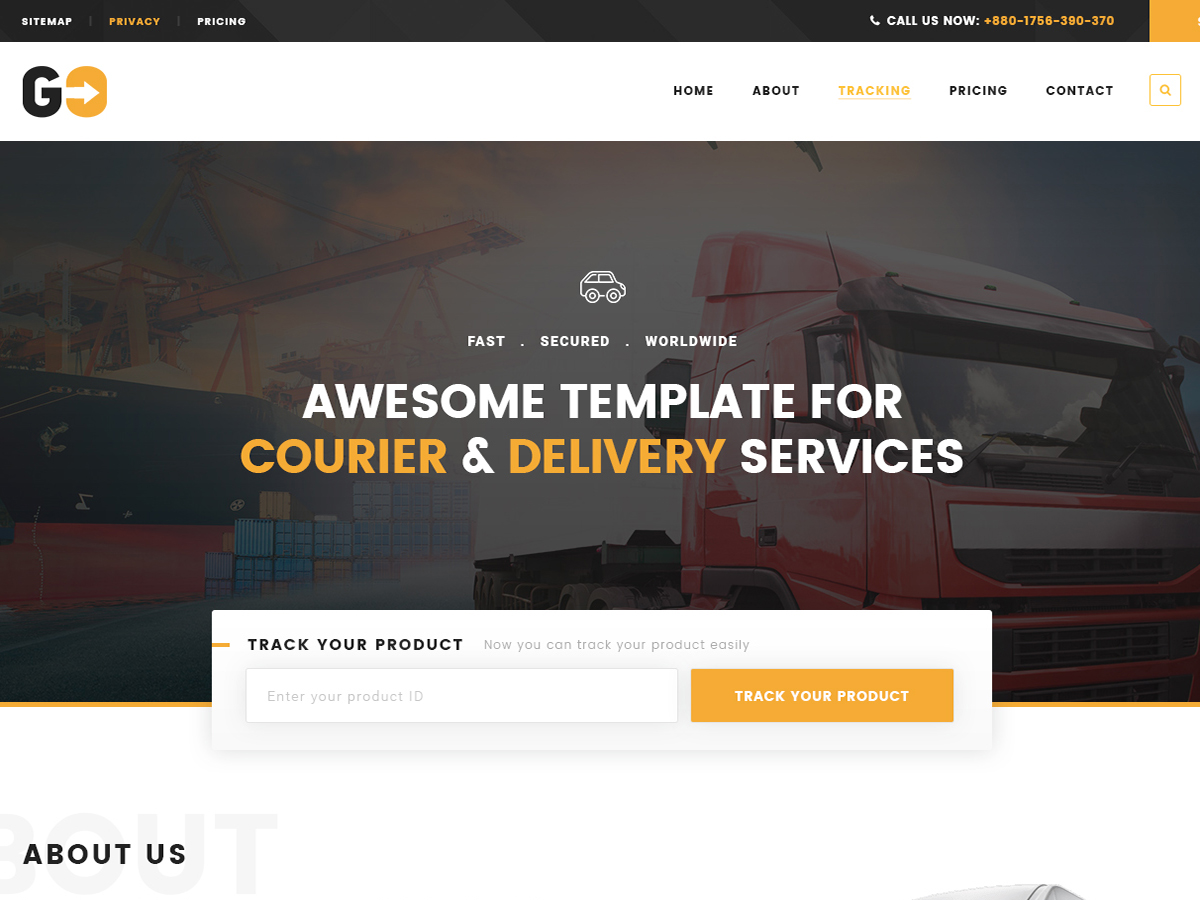 SITEMAP | PRIVACY | PRICING
CALL US NOW: +880-1756-390-370
GO
HOME ABOUT TRACKING PRICING CONTACT
FAST . SECURED . WORLDWIDE
AWESOME TEMPLATE FOR
COURIER & DELIVERY SERVICES
TRACK YOUR PRODUCT Now you can track your product easily
Enter your product ID TRACK YOUR PRODUCT
BOUT
ABOUT US